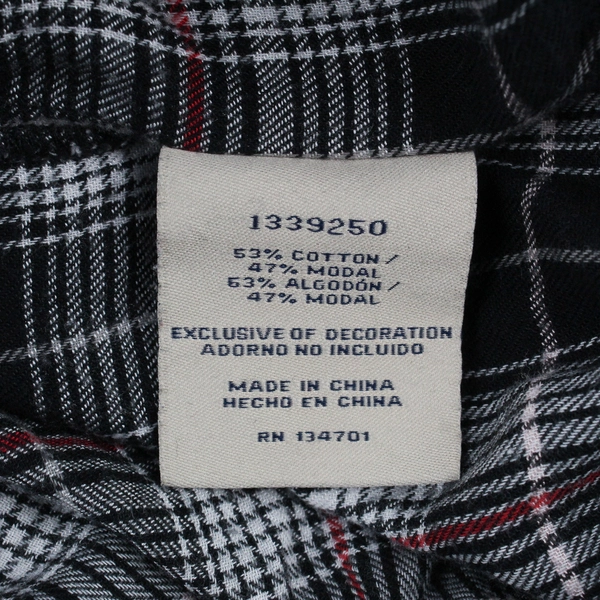 1339250
53% COTTON /
47% MODAL
53% ALGODÓN /
47% MODAL
EXCLUSIVE OF DECORATION
ADORNO NO INCLUIDO
MADE IN CHINA
HECHO EN CHINA
RN 134701